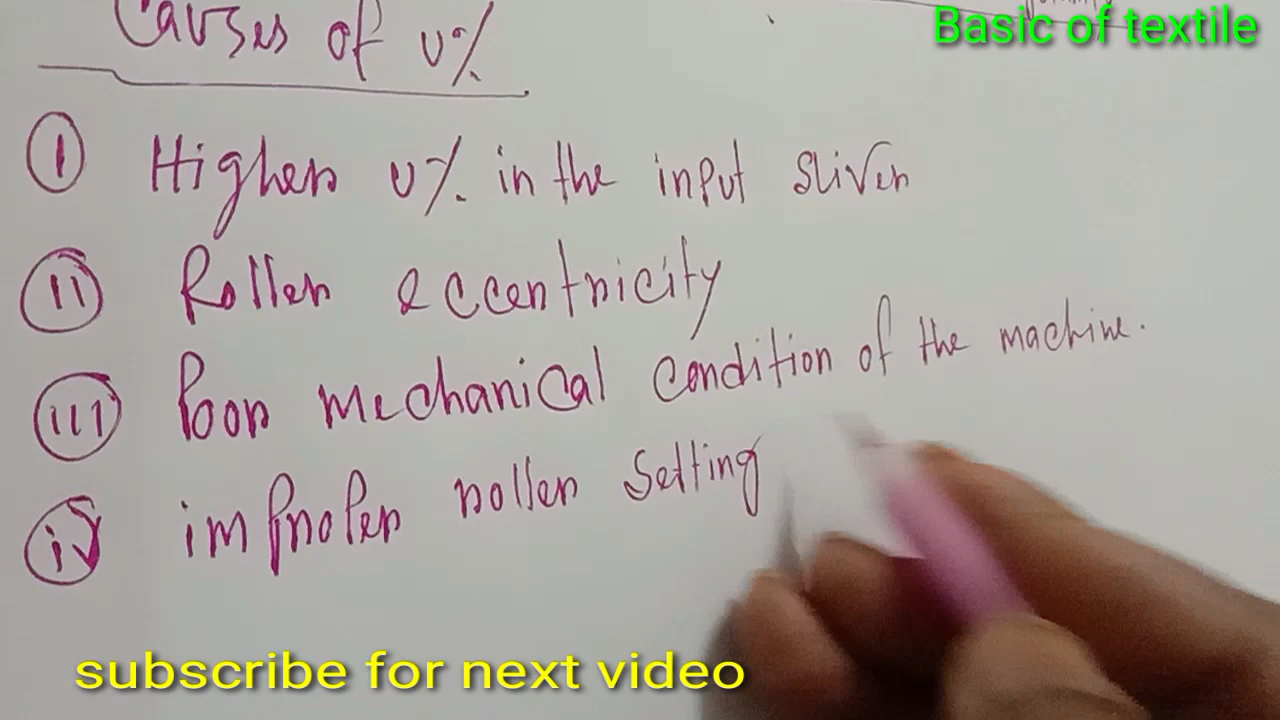 Basic of textile
Causes of U%
I Higher U% in the input sliver
II Roller eccentricity
III Poor mechanical condition of the machine.
iv improper roller setting
subscribe for next video